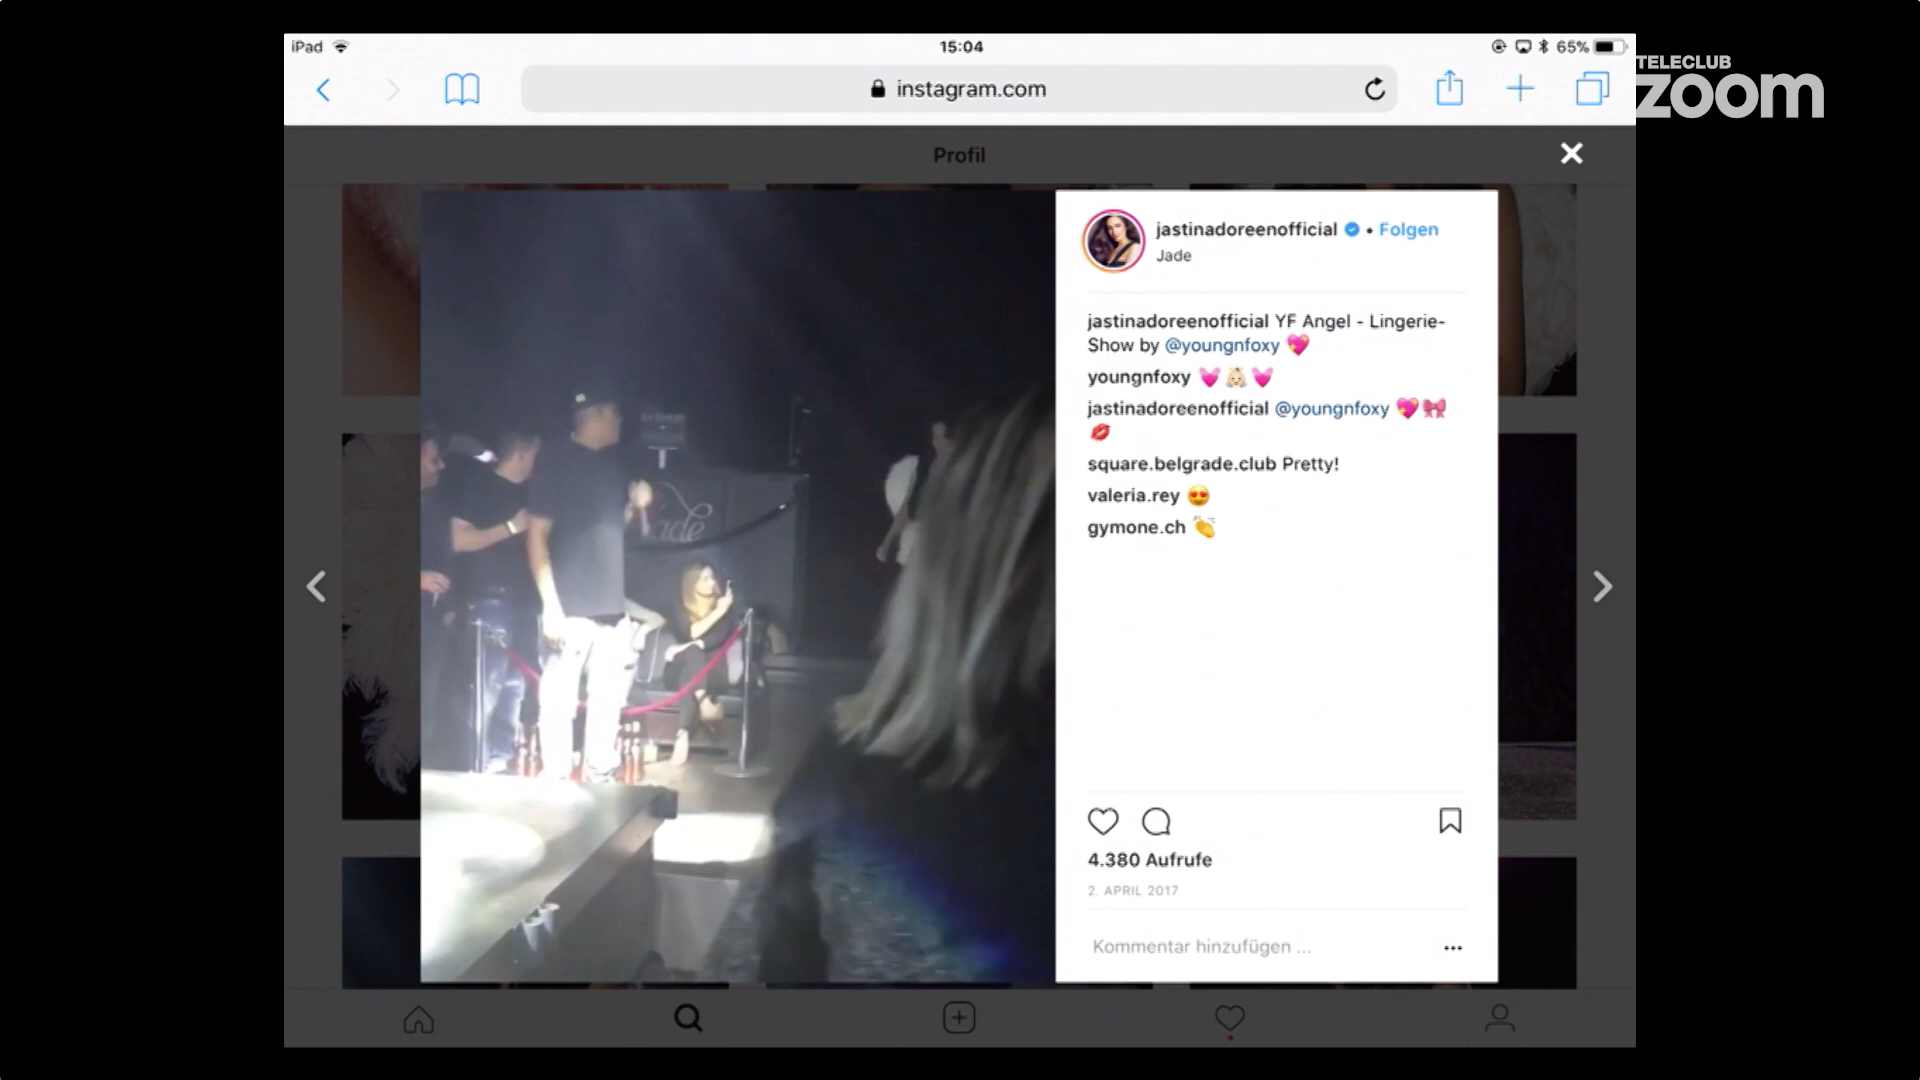 iPad
15:04
65%
instagram.com
TELECLUB
zoom
Profil
jastinadoreenofficial • Folgen
Jade
jastinadoreenofficial YF Angel - Lingerie-
Show by @youngnfoxy 💖
youngnfoxy 💓👼🏻💓
jastinadoreenofficial @youngnfoxy 💖🎀
💋
square.belgrade.club Pretty!
valeria.rey 😍
gymone.ch 👏
Jade
4.380 Aufrufe
2. APRIL 2017
Kommentar hinzufügen ...